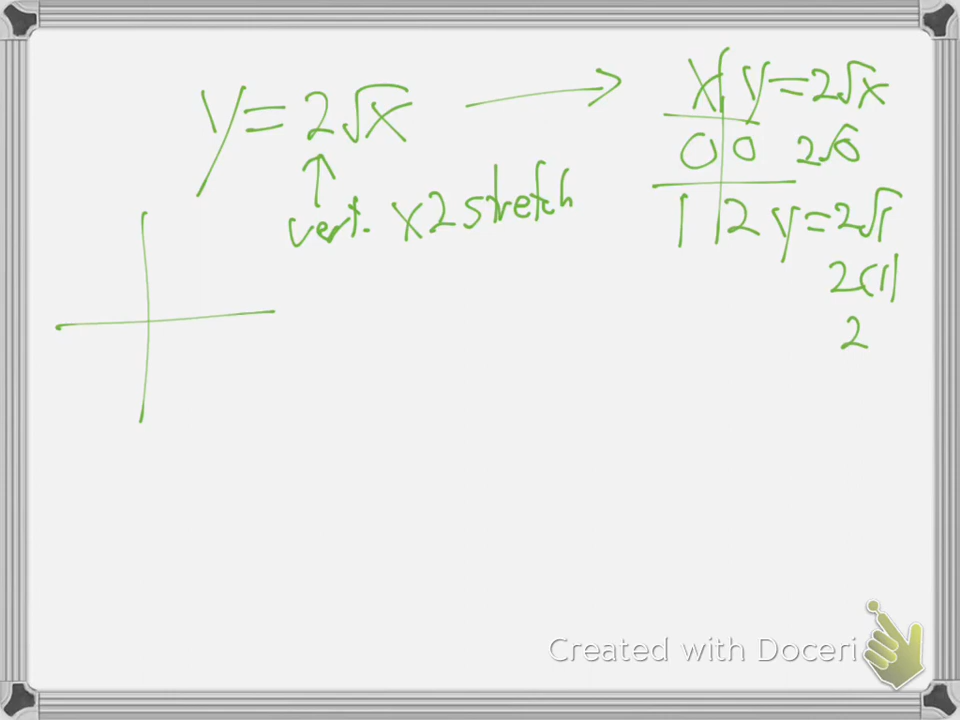 y = 2√x → x | y = 2√x
0 | 0 2√0
vert. x2 stretch
1 | 2 y = 2√1
2(1)
2
Created with Doceri